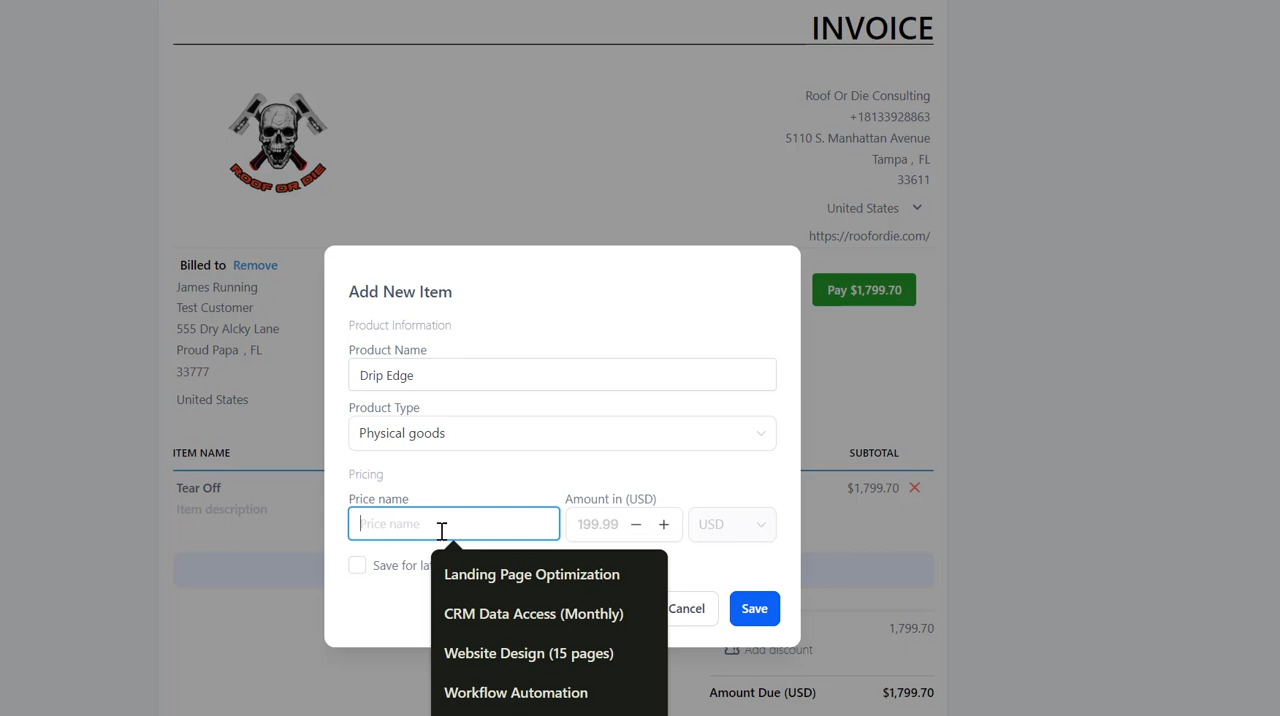 INVOICE
ROOF OR DIE
Roof Or Die Consulting
+18133928863
5110 S. Manhattan Avenue
Tampa , FL
33611
United States
https://roofordie.com/
Billed to Remove
James Running
Test Customer
555 Dry Alcky Lane
Proud Papa , FL
33777
United States
Pay $1,799.70
Add New Item
Product Information
Product Name
Drip Edge
Product Type
Physical goods
Pricing
Price name Amount in (USD)
Price name 199.99 USD
Save for la
Landing Page Optimization
CRM Data Access (Monthly)
Website Design (15 pages)
Workflow Automation
Cancel Save
ITEM NAME SUBTOTAL
Tear Off $1,799.70
Item description
1,799.70
Add discount
Amount Due (USD) $1,799.70